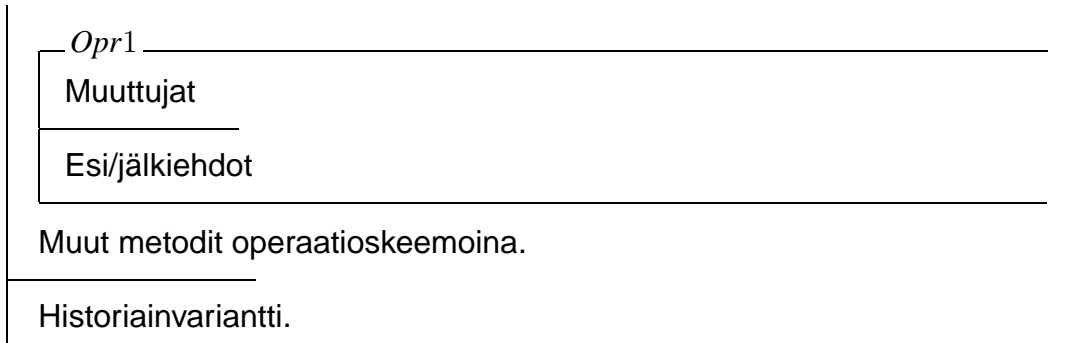 Opr1
Muuttujat
Esi/jälkiehdot
Muut metodit operaatioskeemoina.
Historiainvariantti.